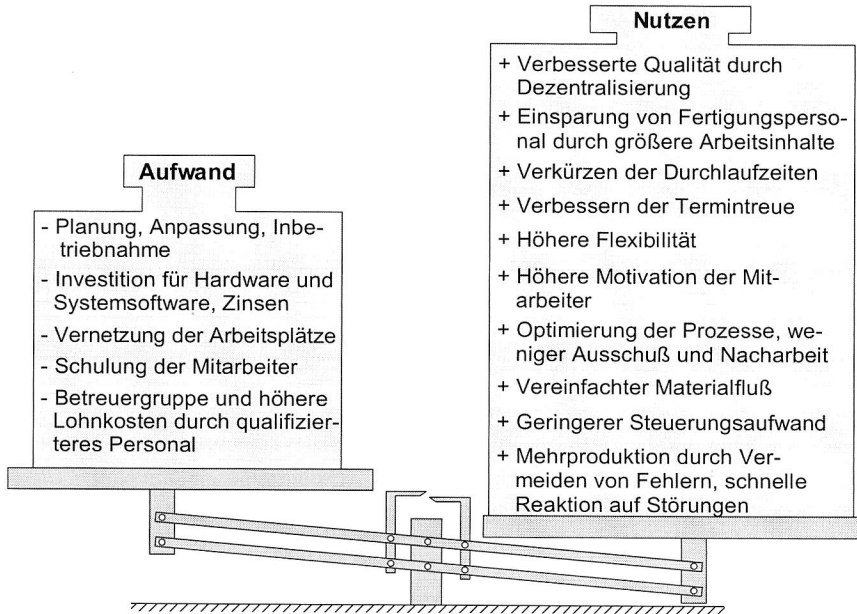 Aufwand
- Planung, Anpassung, Inbe-
triebnahme
- Investition für Hardware und
Systemsoftware, Zinsen
- Vernetzung der Arbeitsplätze
- Schulung der Mitarbeiter
- Betreuergruppe und höhere
Lohnkosten durch qualifizier-
teres Personal
Nutzen
+ Verbesserte Qualität durch
Dezentralisierung
+ Einsparung von Fertigungsperso-
nal durch größere Arbeitsinhalte
+ Verkürzen der Durchlaufzeiten
+ Verbessern der Termintreue
+ Höhere Flexibilität
+ Höhere Motivation der Mit-
arbeiter
+ Optimierung der Prozesse, we-
niger Ausschuß und Nacharbeit
+ Vereinfachter Materialfluß
+ Geringerer Steuerungsaufwand
+ Mehrproduktion durch Ver-
meiden von Fehlern, schnelle
Reaktion auf Störungen